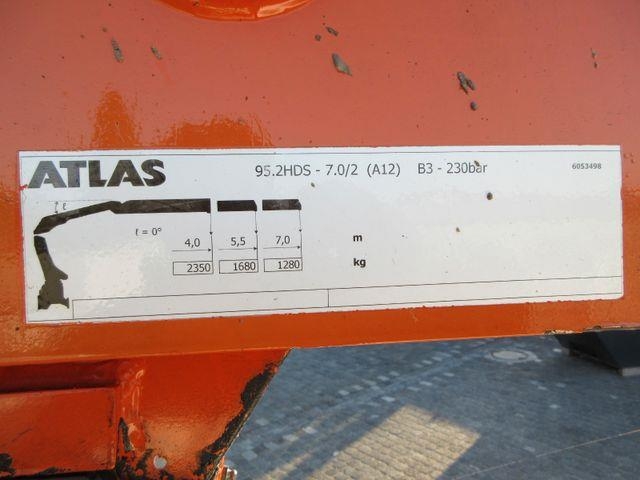 ATLAS
95.2HDS - 7.0/2 (A12) B3 - 230bar
6053498
ℓ
ℓ = 0°
4,0 5,5 7,0 m
2350 1680 1280 kg